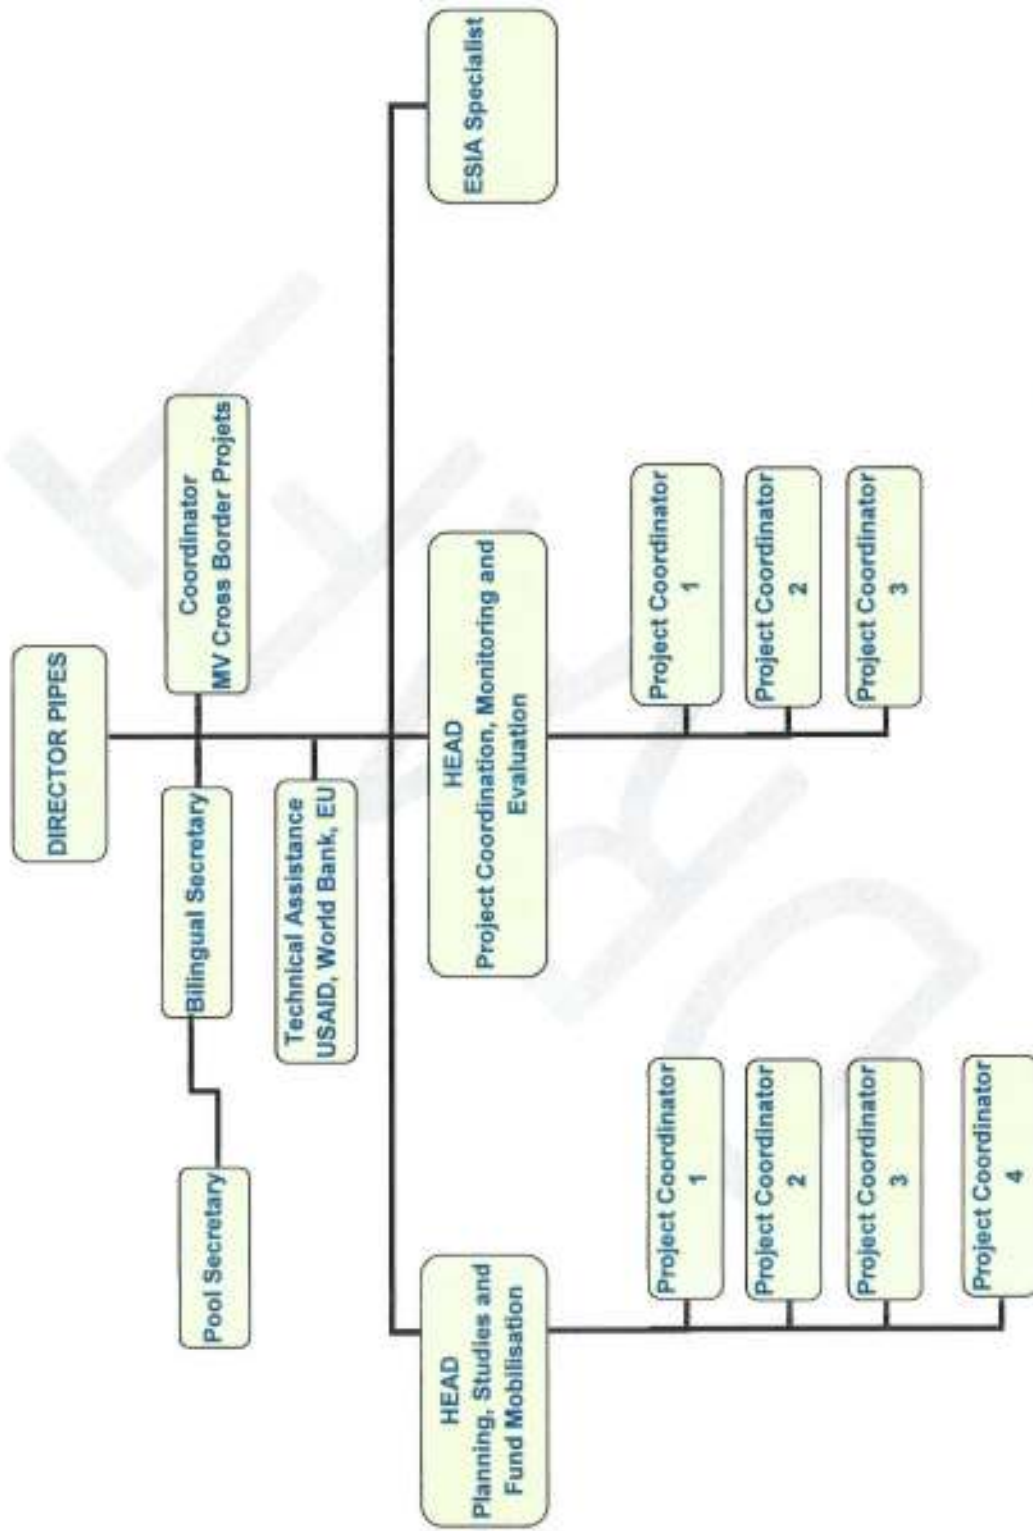 DIRECTOR PIPES
Coordinator
MV Cross Border Projets
Bilingual Secretary
Pool Secretary
Technical Assistance
USAID, World Bank, EU
HEAD
Planning, Studies and
Fund Mobilisation
HEAD
Project Coordination, Monitoring and
Evaluation
ESIA Specialist
Project Coordinator
1
Project Coordinator
2
Project Coordinator
3
Project Coordinator
4
Project Coordinator
1
Project Coordinator
2
Project Coordinator
3